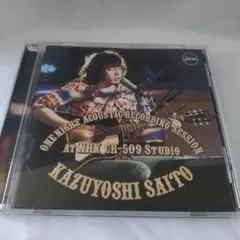 ONE NIGHT ACOUSTIC RECORDING SESSION
AT NHK CR-509 STUDIO
KAZUYOSHI SAITO